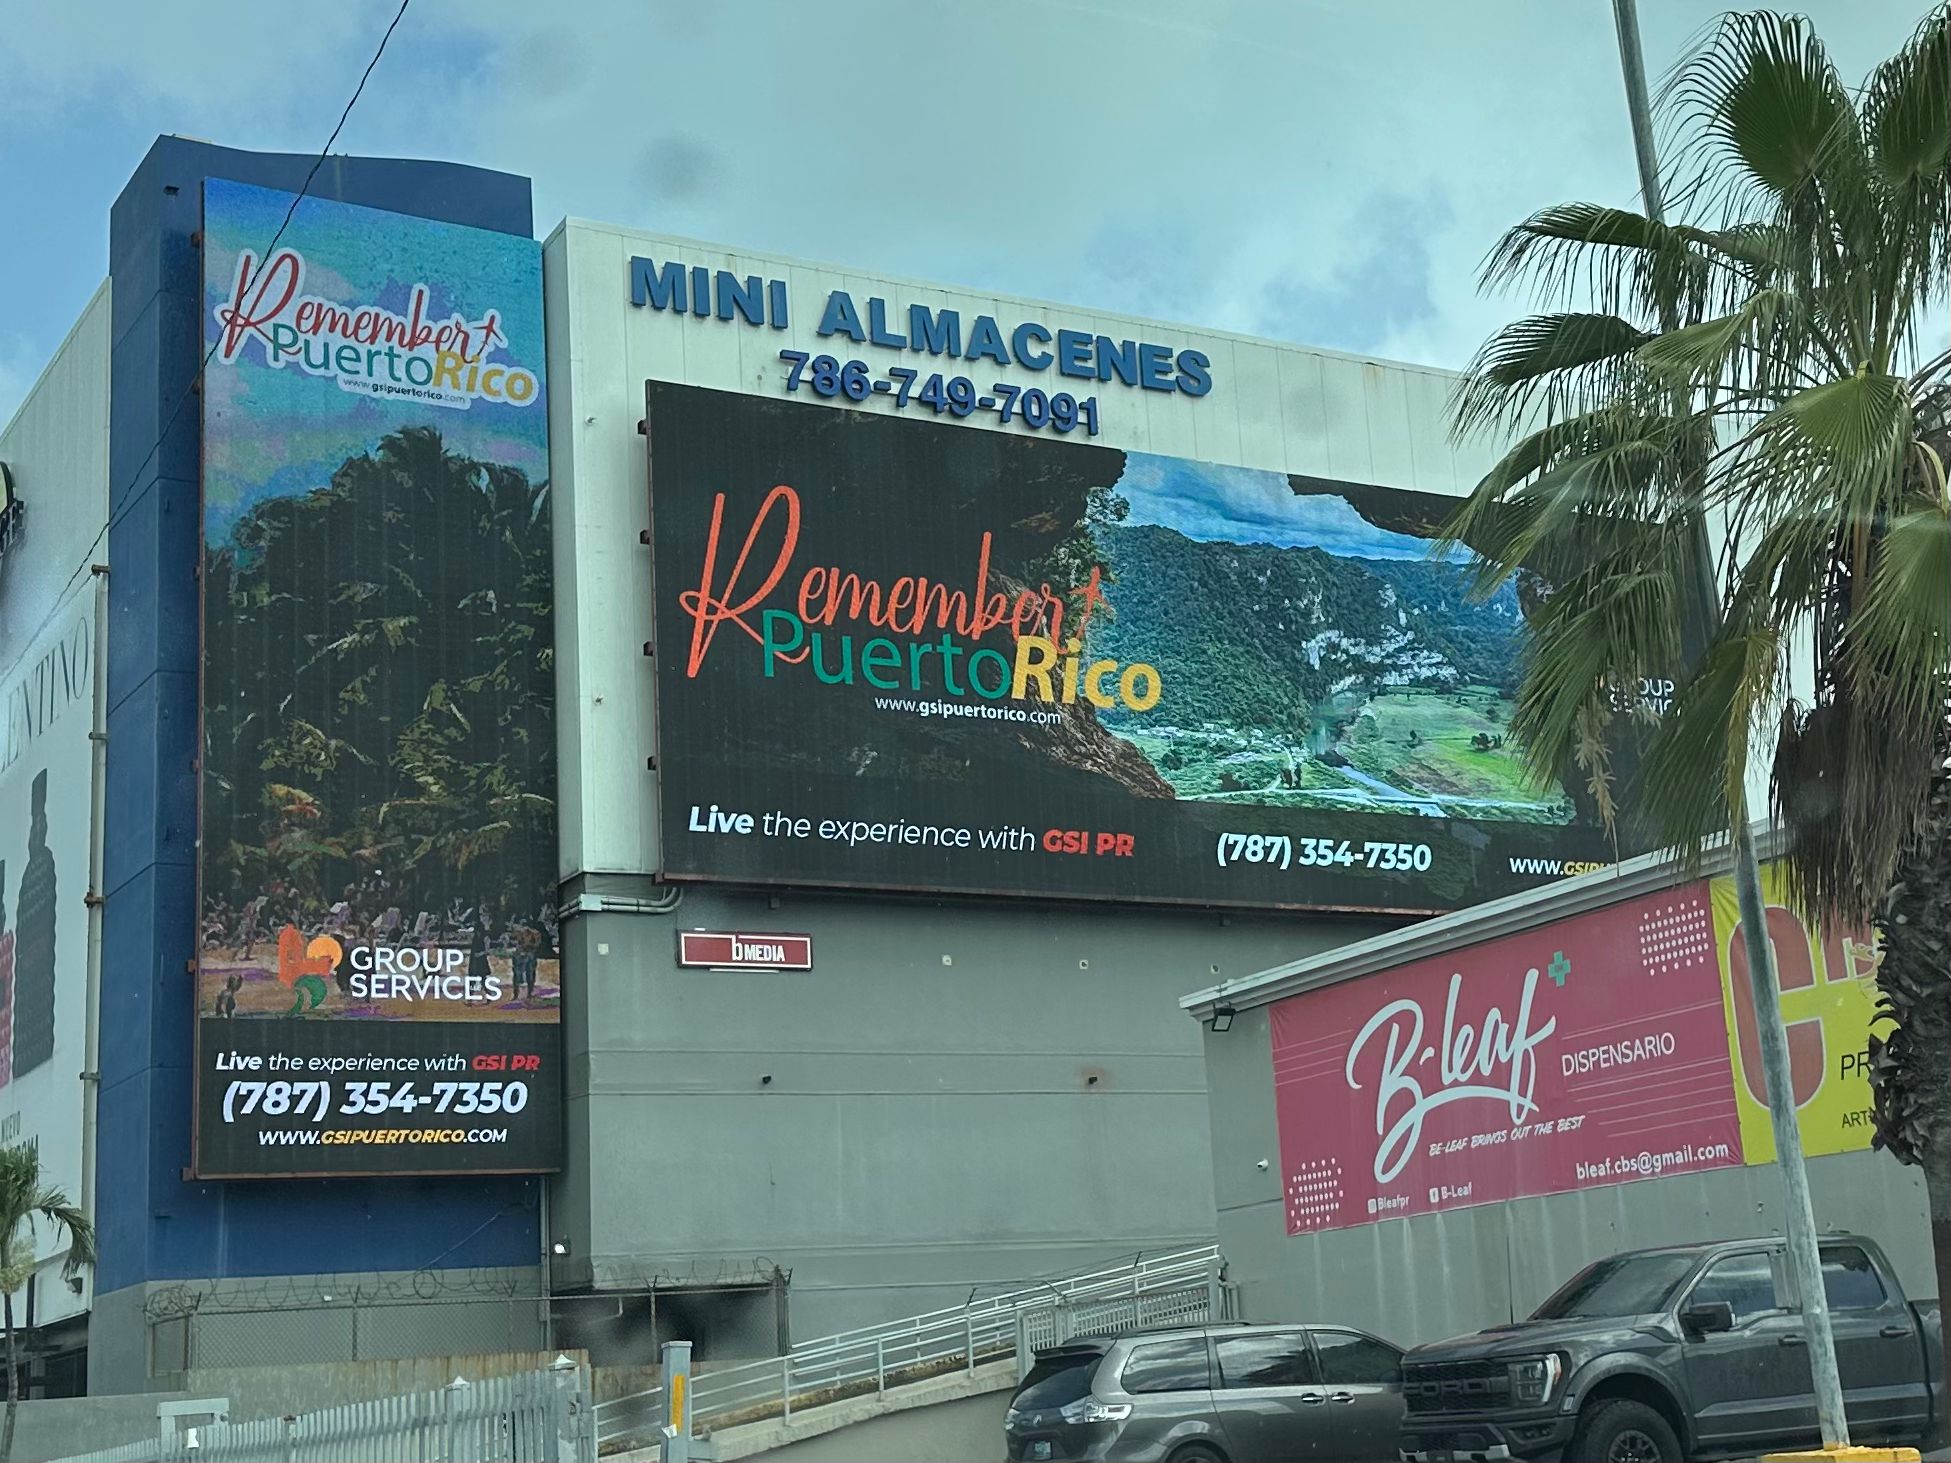 Remember
PuertoRico
www.gsipuertorico.com
GROUP
SERVICES
Live the experience with GSI PR
(787) 354-7350
WWW.GSIPUERTORICO.COM
MINI ALMACENES
786-749-7091
Remember
PuertoRico
www.gsipuertorico.com
Live the experience with GSI PR
(787) 354-7350
bMEDIA
B-leaf
DISPENSARIO
BE-LEAF BRINGS OUT THE BEST
bleaf.cbs@gmail.com
Bleafpr
B-Leaf
FORD